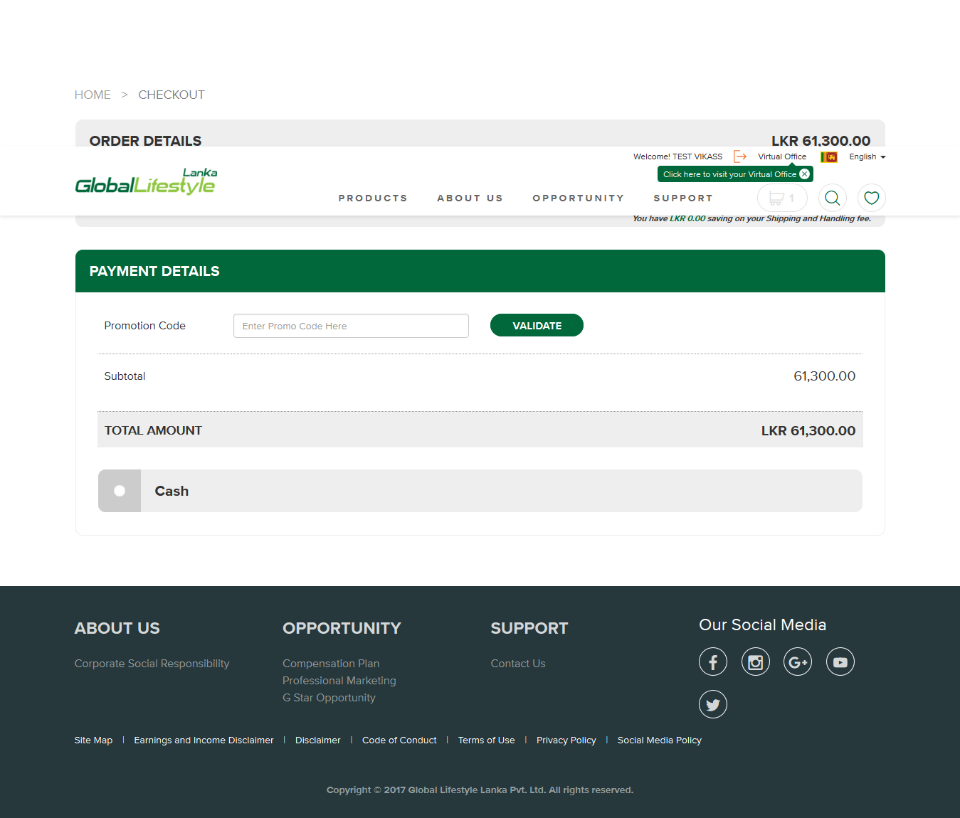 HOME > CHECKOUT
ORDER DETAILS LKR 61,300.00
Welcome! TEST VIKASS Virtual Office English
Click here to visit your Virtual Office
GlobalLifestyle Lanka
PRODUCTS ABOUT US OPPORTUNITY SUPPORT 1
You have LKR 0.00 saving on your Shipping and Handling fee.
PAYMENT DETAILS
Promotion Code Enter Promo Code Here VALIDATE
Subtotal 61,300.00
TOTAL AMOUNT LKR 61,300.00
Cash
ABOUT US OPPORTUNITY SUPPORT Our Social Media
Corporate Social Responsibility Compensation Plan Contact Us
Professional Marketing
G Star Opportunity
Site Map | Earnings and Income Disclaimer | Disclaimer | Code of Conduct | Terms of Use | Privacy Policy | Social Media Policy
Copyright © 2017 Global Lifestyle Lanka Pvt. Ltd. All rights reserved.